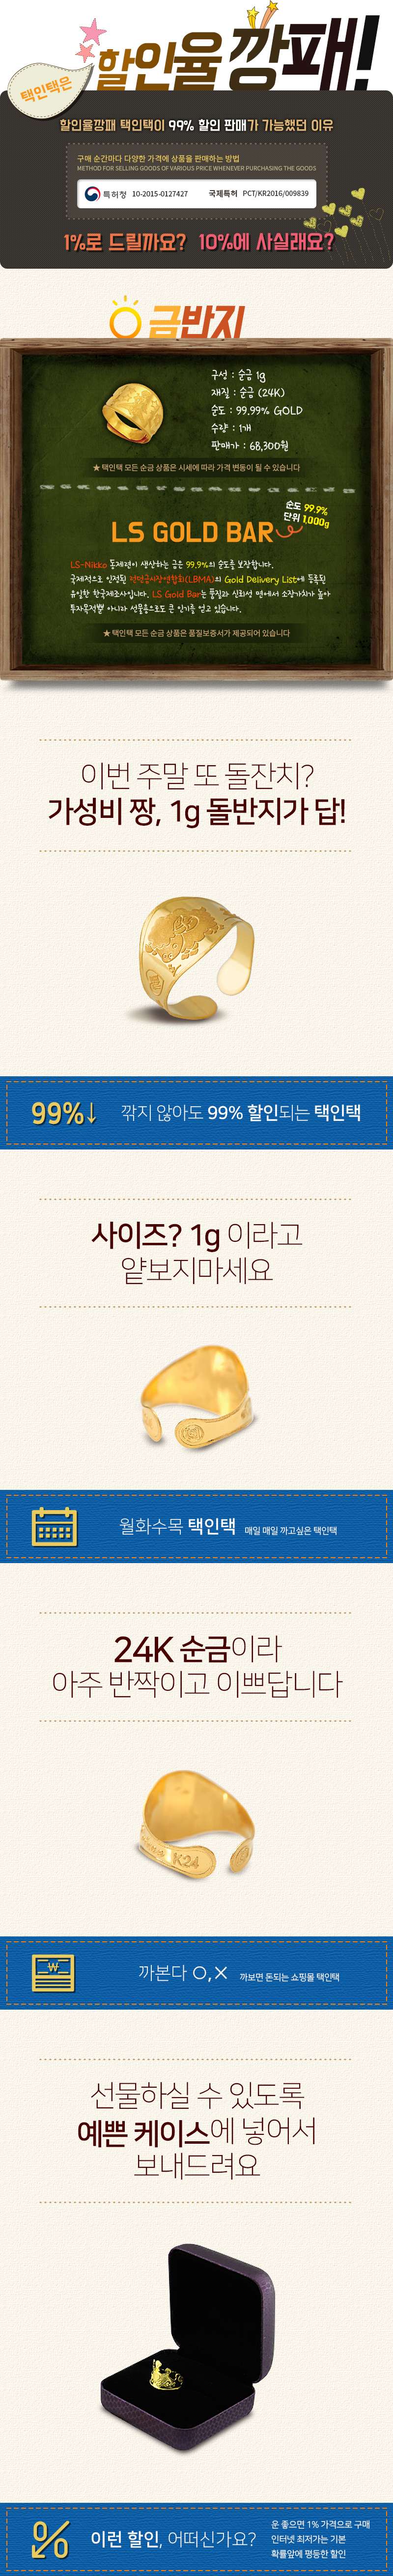 택인택은
할인율 깡패!
할인율깡패 택인택이 99% 할인 판매가 가능했던 이유
구매 순간마다 다양한 가격에 상품을 판매하는 방법
METHOD FOR SELLING GOODS OF VARIOUS PRICE WHENEVER PURCHASING THE GOODS
특허청 10-2015-0127427 국제특허 PCT/KR2016/009839
1%로 드릴까요? 10%에 사실래요?
금반지
구성 : 순금 1g
재질 : 순금 (24K)
순도 : 99.99% GOLD
수량 : 1개
판매가 : 68,300원
★ 택인택 모든 순금 상품은 시세에 따라 가격 변동이 될 수 있습니다
순도 99.9%
단위 1,000g
LS GOLD BAR
LS-Nikko 동제련이 생산하는 금은 99.9%의 순도를 보장합니다.
국제적으로 인정된 런던금시장연합회(LBMA)의 Gold Delivery List에 등록된
유일한 한국제조사입니다. LS Gold Bar는 품질과 신뢰성 면에서 소장가치가 높아
투자목적뿐 아니라 선물용으로도 큰 인기를 얻고 있습니다.
★ 택인택 모든 순금 상품은 품질보증서가 제공되어 있습니다
이번 주말 또 돌잔치?
가성비 짱, 1g 돌반지가 답!
99%↓ 깎지 않아도 99% 할인되는 택인택
사이즈? 1g 이라고
얕보지마세요
월화수목 택인택 매일 매일 까고싶은 택인택
24K 순금이라
아주 반짝이고 이쁘답니다
K24
까본다 O,X 까보면 돈되는 쇼핑몰 택인택
선물하실 수 있도록
예쁜 케이스에 넣어서
보내드려요
이런 할인, 어떠신가요?
운 좋으면 1% 가격으로 구매
인터넷 최저가는 기본
확률앞에 평등한 할인